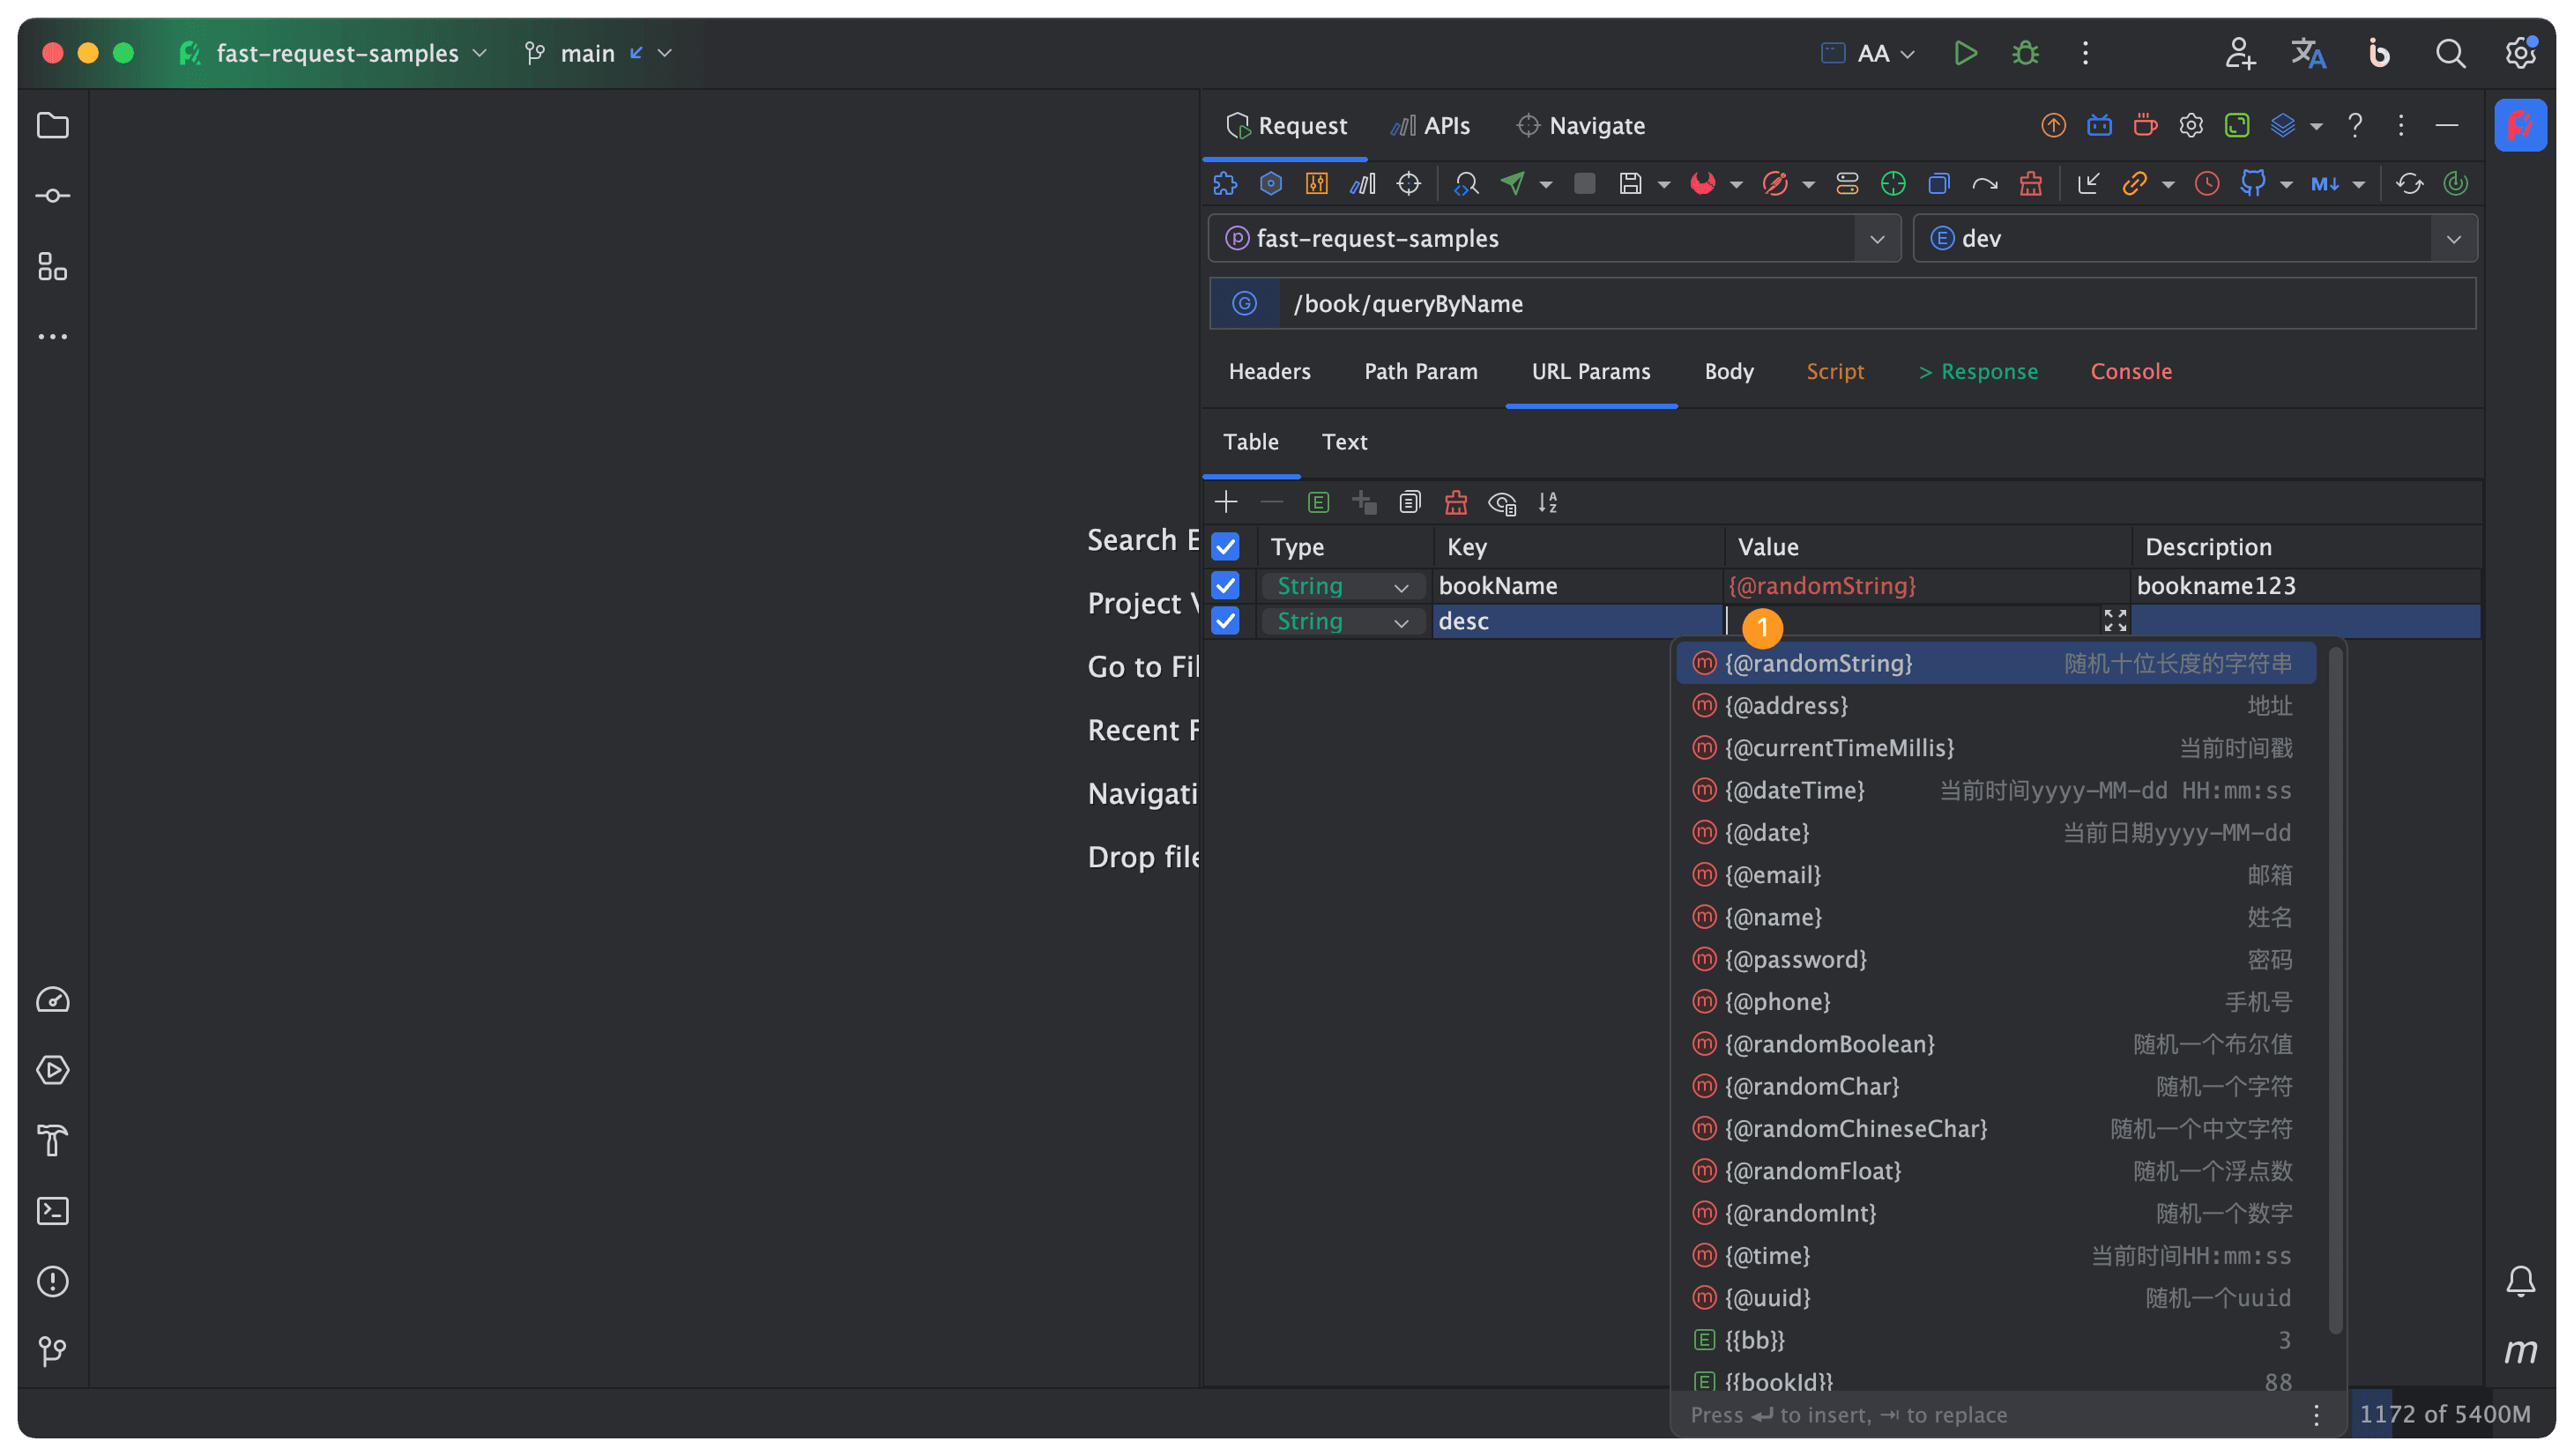 fast-request-samples
main
AA
Request
APIs
Navigate
fast-request-samples
dev
/book/queryByName
Headers
Path Param
URL Params
Body
Script
> Response
Console
Table
Text
Type Key Value Description
String bookName {@randomString} bookname123
String desc
1
Search E
Project V
Go to Fil
Recent F
Navigati
Drop file
{@randomString} 随机十位长度的字符串
{@address} 地址
{@currentTimeMillis} 当前时间戳
{@dateTime} 当前时间yyyy-MM-dd HH:mm:ss
{@date} 当前日期yyyy-MM-dd
{@email} 邮箱
{@name} 姓名
{@password} 密码
{@phone} 手机号
{@randomBoolean} 随机一个布尔值
{@randomChar} 随机一个字符
{@randomChineseChar} 随机一个中文字符
{@randomFloat} 随机一个浮点数
{@randomInt} 随机一个数字
{@time} 当前时间HH:mm:ss
{@uuid} 随机一个uuid
{{bb}} 3
{{bookId}} 88
Press ↵ to insert, ⇥ to replace
1172 of 5400M